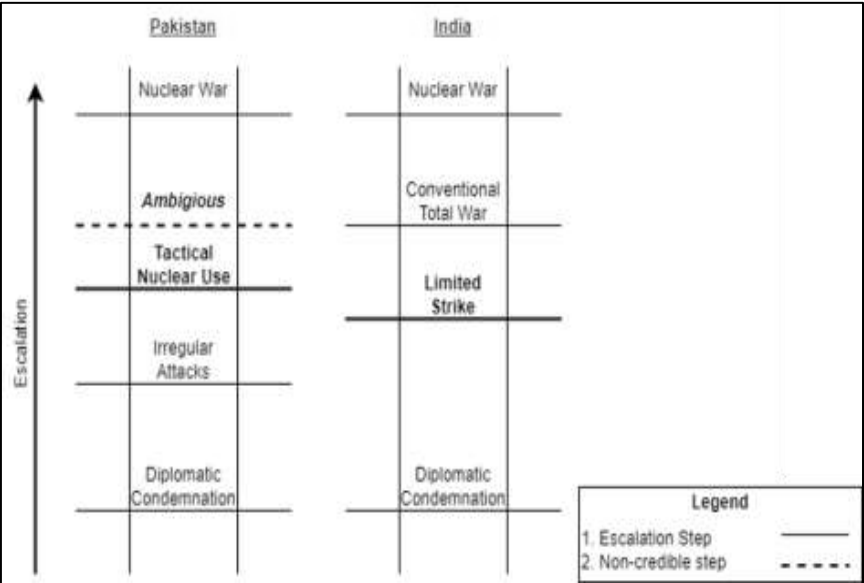 Pakistan
India
Nuclear War
Nuclear War
Ambigious
Conventional
Total War
Tactical
Nuclear Use
Limited
Strike
Irregular
Attacks
Diplomatic
Condemnation
Diplomatic
Condemnation
Escalation
Legend
1. Escalation Step
2. Non-credible step